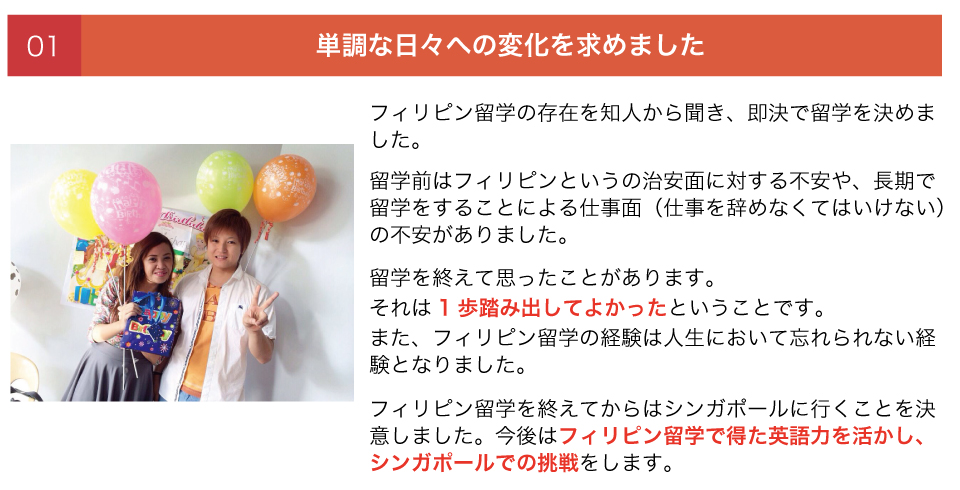 01
単調な日々への変化を求めました
フィリピン留学の存在を知人から聞き、即決で留学を決めま
した。
留学前はフィリピンというの治安面に対する不安や、長期で
留学をすることによる仕事面（仕事を辞めなくてはいけない）
の不安がありました。
留学を終えて思ったことがあります。
それは 1 歩踏み出してよかったということです。
また、フィリピン留学の経験は人生において忘れられない経
験となりました。
フィリピン留学を終えてからはシンガポールに行くことを決
意しました。今後はフィリピン留学で得た英語力を活かし、
シンガポールでの挑戦をします。